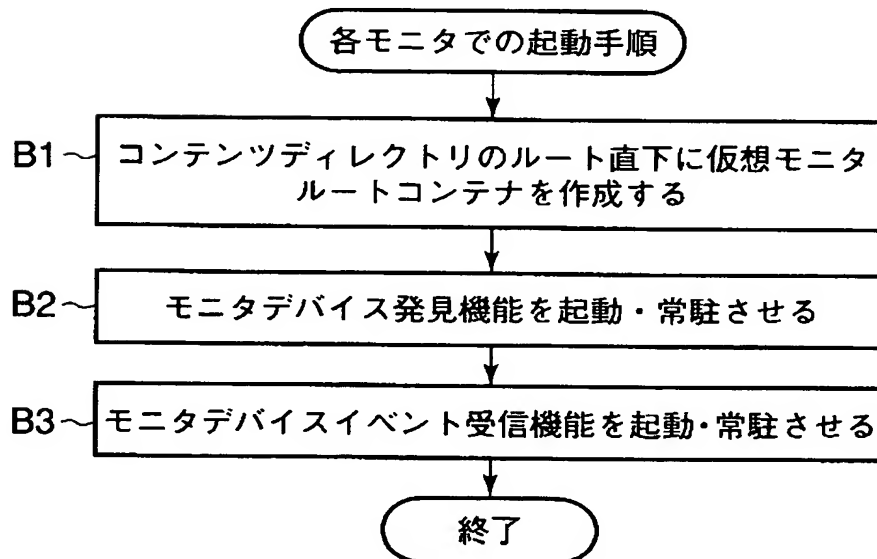 各モニタでの起動手順
B1 コンテンツディレクトリのルート直下に仮想モニタ
ルートコンテナを作成する
B2 モニタデバイス発見機能を起動・常駐させる
B3 モニタデバイスイベント受信機能を起動・常駐させる
終了